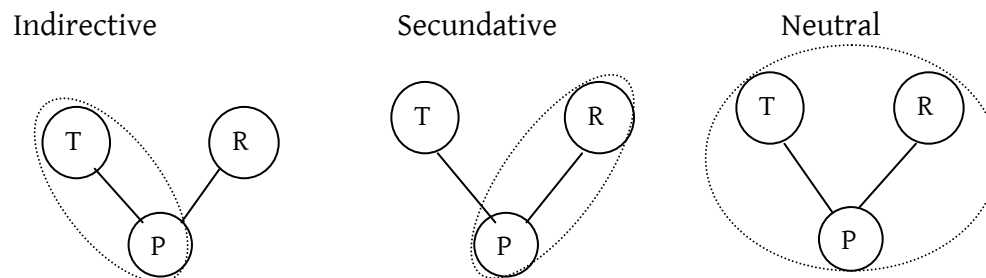 Indirective Secundative Neutral
T R T R T R
P P P